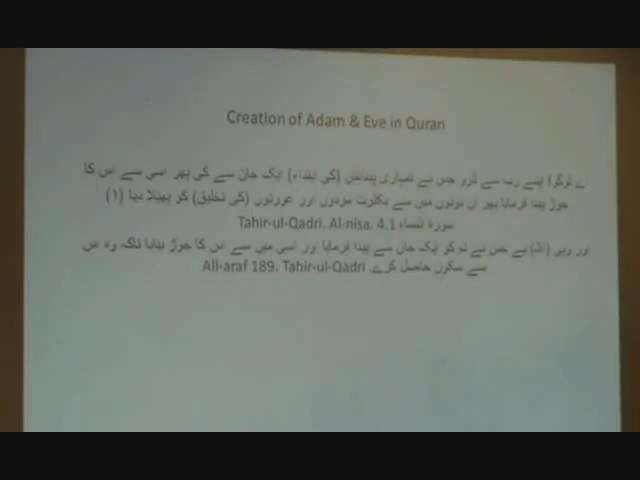 Creation of Adam & Eve in Quran
اے لوگو! اپنے رب سے ڈرو جس نے تمہاری پیدائش (کی ابتداء) ایک جان سے کی پھر اسی سے اس کا
جوڑ پیدا فرمایا پھر ان دونوں میں سے بکثرت مردوں اور عورتوں (کی تخلیق) کو پھیلا دیا (۱)
سورۃ النساء Tahir-ul-Qadri. Al-nisa. 4.1
اور وہی (اللہ) ہے جس نے تم کو ایک جان سے پیدا فرمایا اور اسی میں سے اس کا جوڑ بنایا تاکہ وہ اس
سے سکون حاصل کرے. All-araf 189. Tahir-ul-Qadri